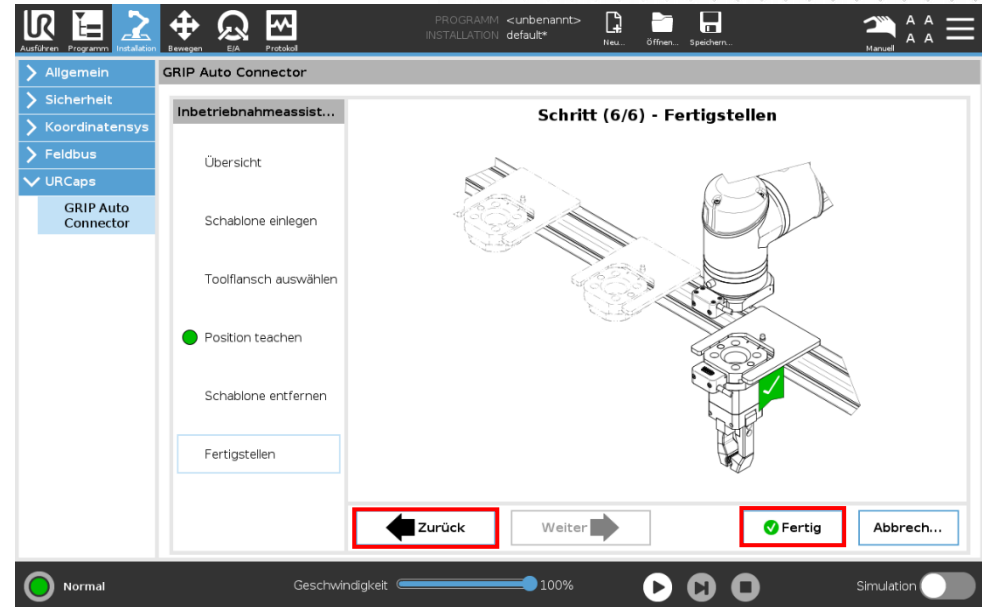 UR
Ausführen
Programm
Installation
Bewegen
E/A
Protokoll
PROGRAMM <unbenannt>
INSTALLATION default*
Neu...
Öffnen...
Speichern...
Manuell
A A
A A
Allgemein
Sicherheit
Koordinatensys
Feldbus
URCaps
GRIP Auto
Connector
GRIP Auto Connector
Inbetriebnahmeassist...
Übersicht
Schablone einlegen
Toolflansch auswählen
Position teachen
Schablone entfernen
Fertigstellen
Schritt (6/6) - Fertigstellen
Zurück
Weiter
Fertig
Abbrech...
Normal
Geschwindigkeit
100%
Simulation